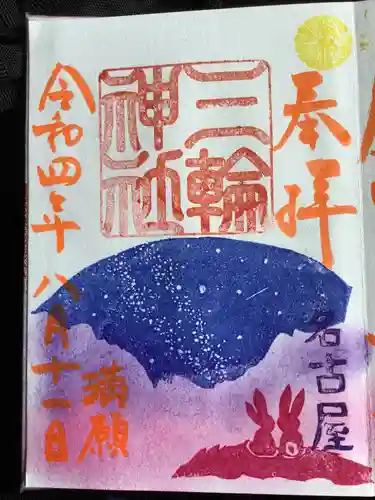 奉拝
三輪
神社
名古屋
満願
令和四年八月十一日